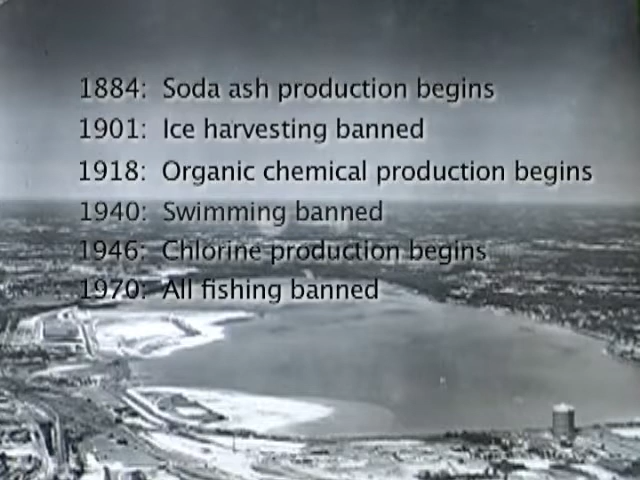 1884: Soda ash production begins
1901: Ice harvesting banned
1918: Organic chemical production begins
1940: Swimming banned
1946: Chlorine production begins
1970: All fishing banned